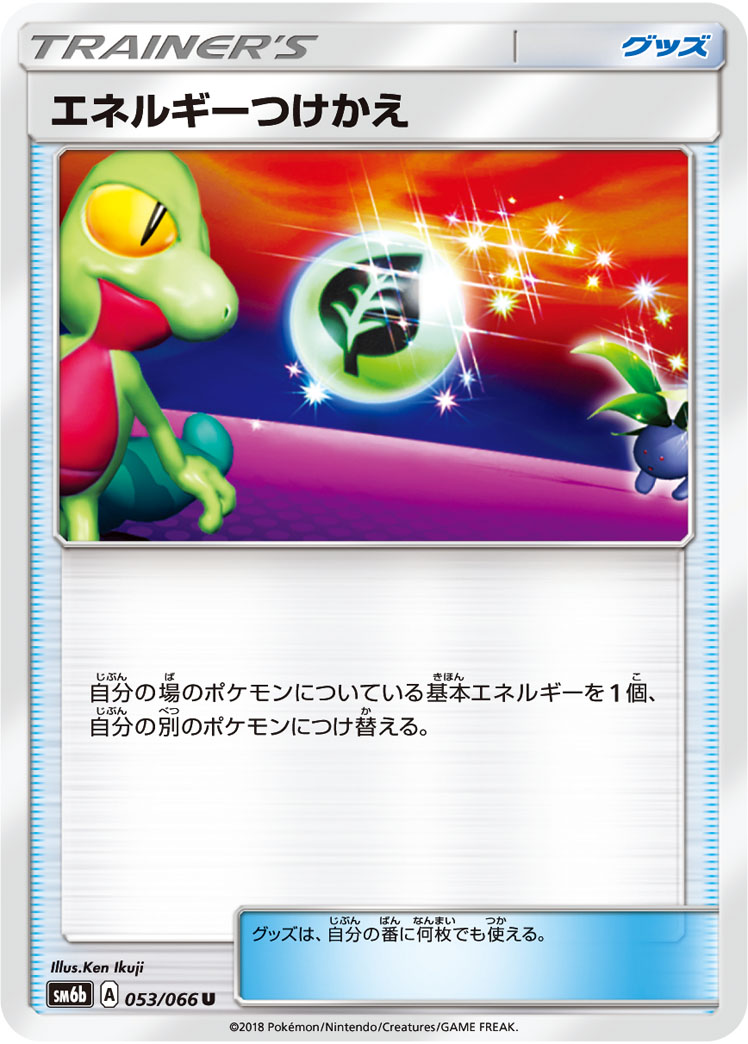 TRAINER'S グッズ
エネルギーつけかえ
自分の場のポケモンについている基本エネルギーを1個、
自分の別のポケモンにつけ替える。
グッズは、自分の番に何枚でも使える。
Illus.Ken Ikuji
sm6b A 053/066 U
©2018 Pokémon/Nintendo/Creatures/GAME FREAK.